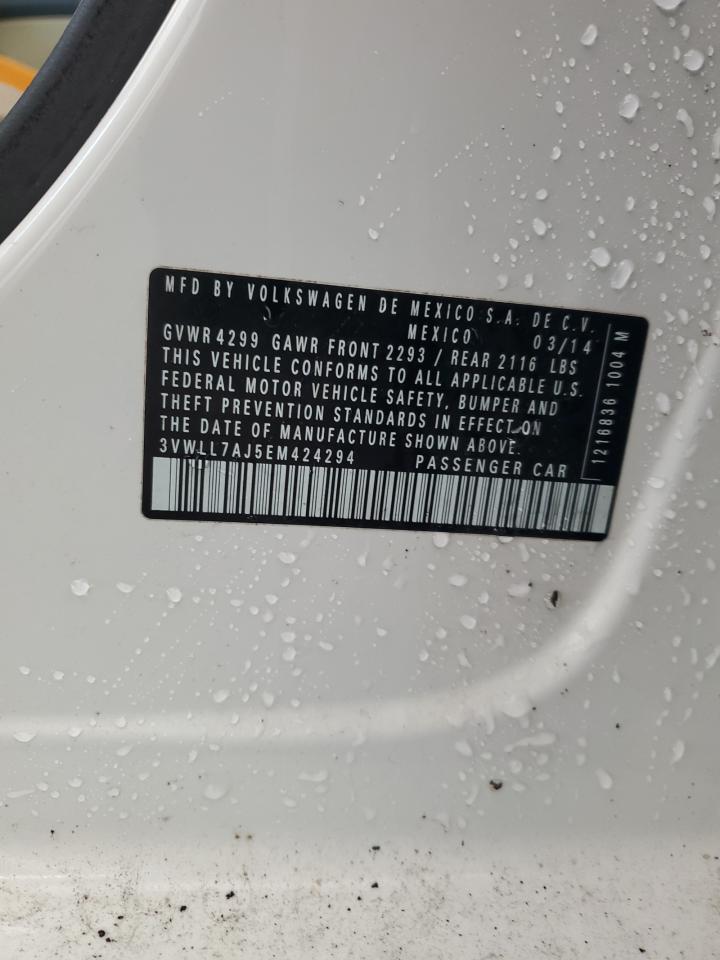 MFD BY VOLKSWAGEN DE MEXICO S.A. DE C.V.
MEXICO 03/14
GVWR 4299 GAWR FRONT 2293 / REAR 2116 LBS
THIS VEHICLE CONFORMS TO ALL APPLICABLE U.S.
FEDERAL MOTOR VEHICLE SAFETY, BUMPER AND
THEFT PREVENTION STANDARDS IN EFFECT ON
THE DATE OF MANUFACTURE SHOWN ABOVE.
3VWLL7AJ5EM424294 PASSENGER CAR
1216836 1004 M